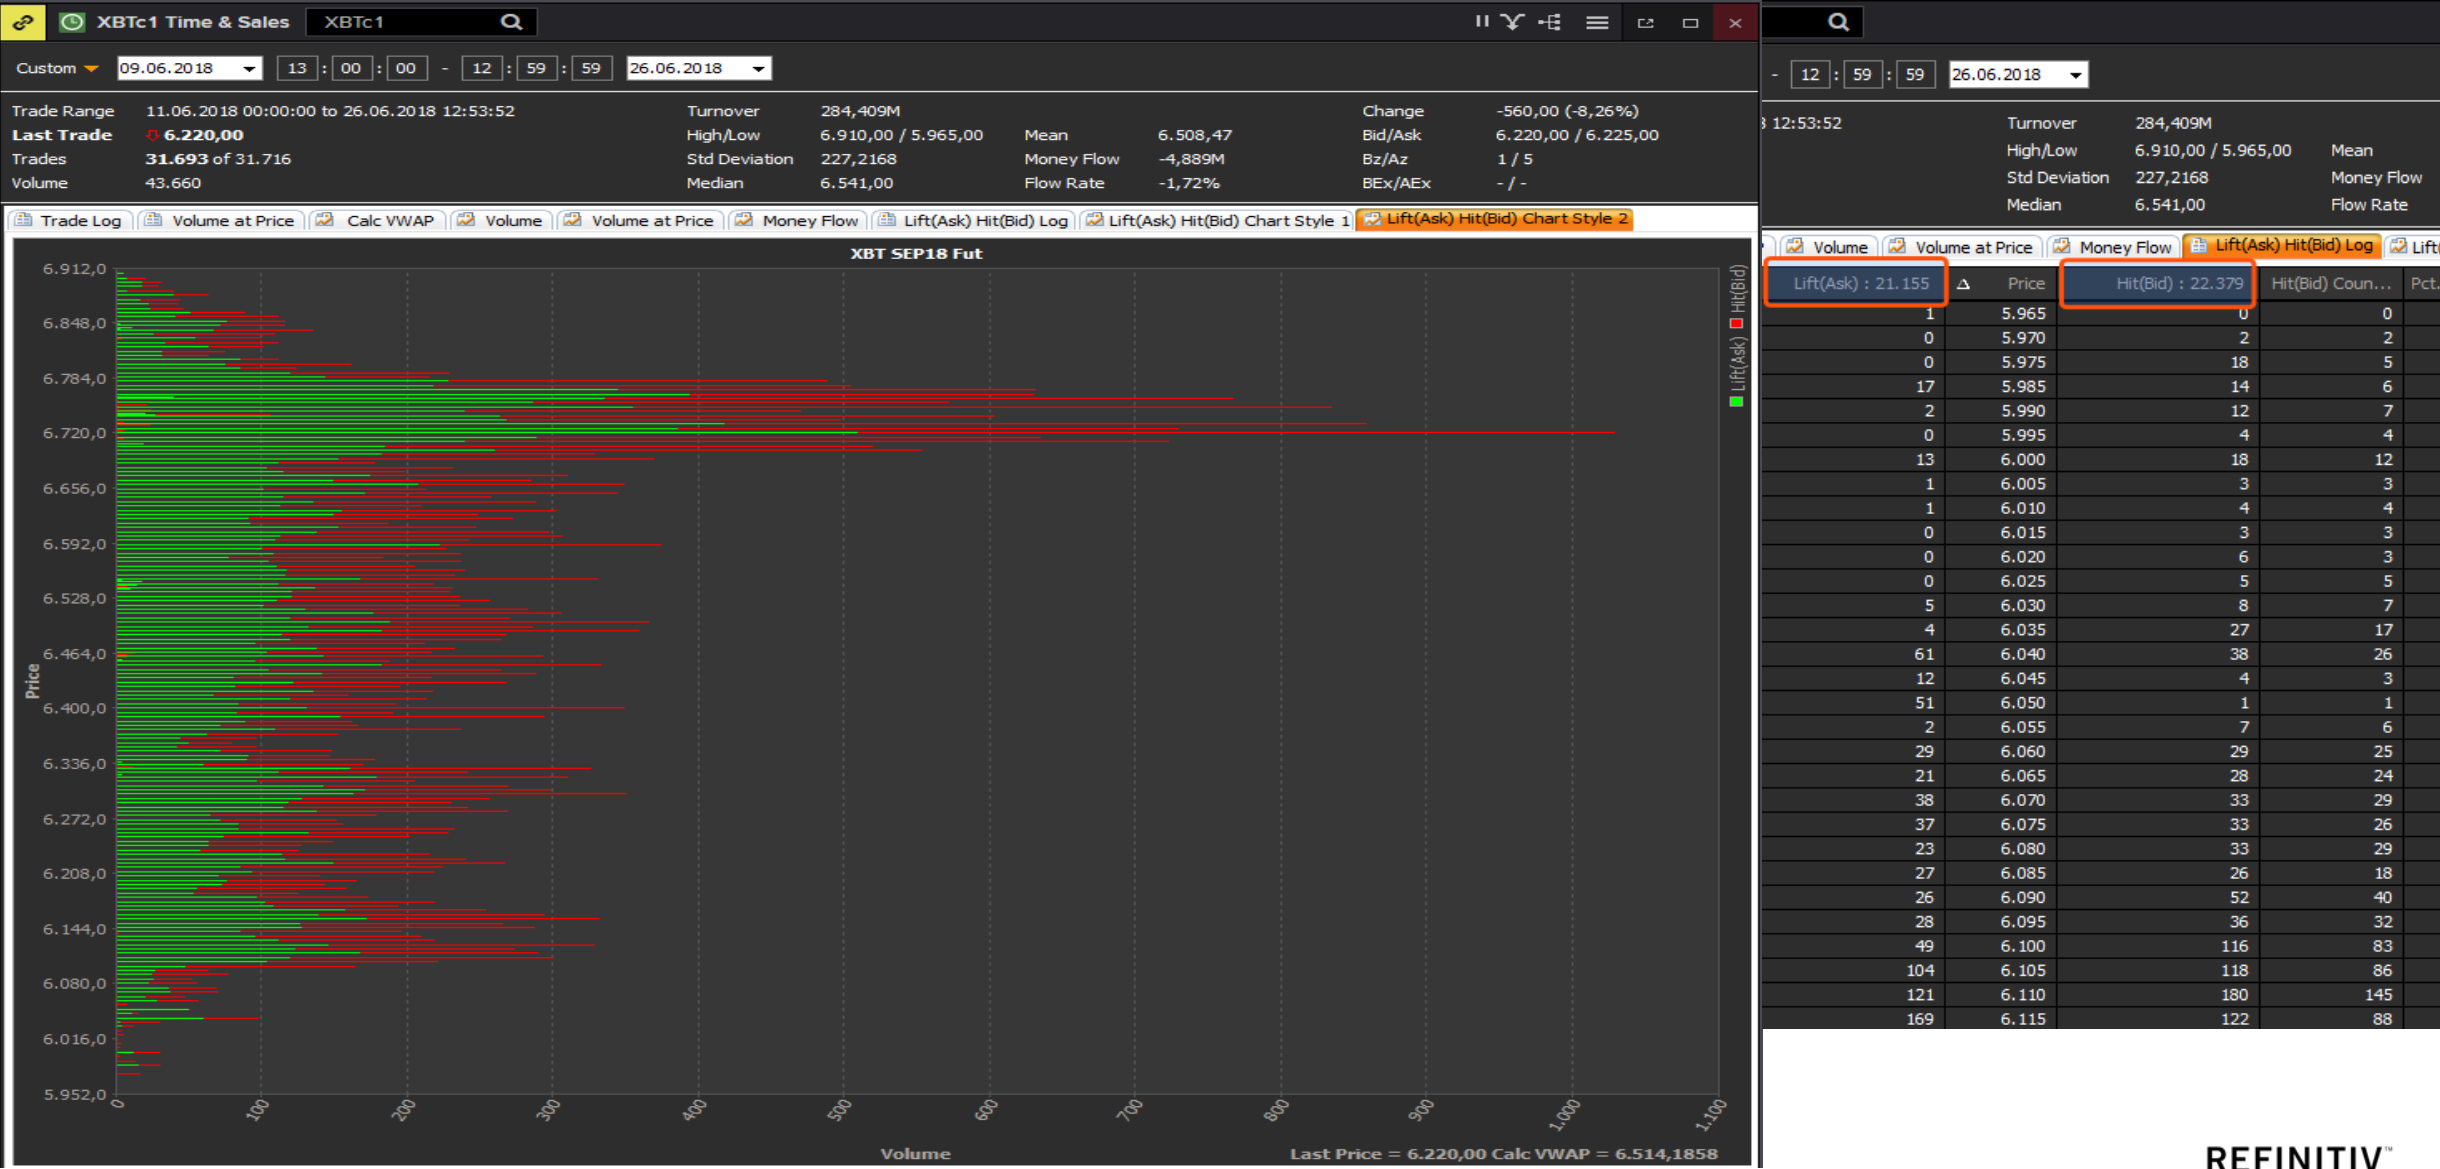 XBTc1 Time & Sales XBTc1
Custom 09.06.2018 13 : 00 : 00 - 12 : 59 : 59 26.06.2018
Trade Range 11.06.2018 00:00:00 to 26.06.2018 12:53:52 Turnover 284,409M Change -560,00 (-8,26%)
Last Trade 6.220,00 High/Low 6.910,00 / 5.965,00 Mean 6.508,47 Bid/Ask 6.220,00 / 6.225,00
Trades 31.693 of 31.716 Std Deviation 227,2168 Money Flow -4,889M Bz/Az 1 / 5
Volume 43.660 Median 6.541,00 Flow Rate -1,72% BEx/AEx - / -
Trade Log Volume at Price Calc VWAP Volume Volume at Price Money Flow Lift(Ask) Hit(Bid) Log Lift(Ask) Hit(Bid) Chart Style 1 Lift(Ask) Hit(Bid) Chart Style 2
XBT SEP18 Fut
6.912,0
6.848,0
6.784,0
6.720,0
6.656,0
6.592,0
6.528,0
6.464,0
6.400,0
6.336,0
6.272,0
6.208,0
6.144,0
6.080,0
6.016,0
5.952,0
Price
Hit(Bid)
Lift(Ask)
0 100 200 300 400 500 600 700 800 900 1.000 1.100
Volume
Last Price = 6.220,00 Calc VWAP = 6.514,1858
- 12 : 59 : 59 26.06.2018
12:53:52 Turnover 284,409M
High/Low 6.910,00 / 5.965,00 Mean
Std Deviation 227,2168 Money Flow
Median 6.541,00 Flow Rate
Volume Volume at Price Money Flow Lift(Ask) Hit(Bid) Log Lift(
Lift(Ask) : 21.155 Price Hit(Bid) : 22.379 Hit(Bid) Coun... Pct.
1 5.965 0 0
0 5.970 2 2
0 5.975 18 5
17 5.985 14 6
2 5.990 12 7
0 5.995 4 4
13 6.000 18 12
1 6.005 3 3
1 6.010 4 4
0 6.015 3 3
0 6.020 6 3
0 6.025 5 5
5 6.030 8 7
4 6.035 27 17
61 6.040 38 26
12 6.045 4 3
51 6.050 1 1
2 6.055 7 6
29 6.060 29 25
21 6.065 28 24
38 6.070 33 29
37 6.075 33 26
23 6.080 33 29
27 6.085 26 18
26 6.090 52 40
28 6.095 36 32
49 6.100 116 83
104 6.105 118 86
121 6.110 180 145
169 6.115 122 88
REFINITIV™